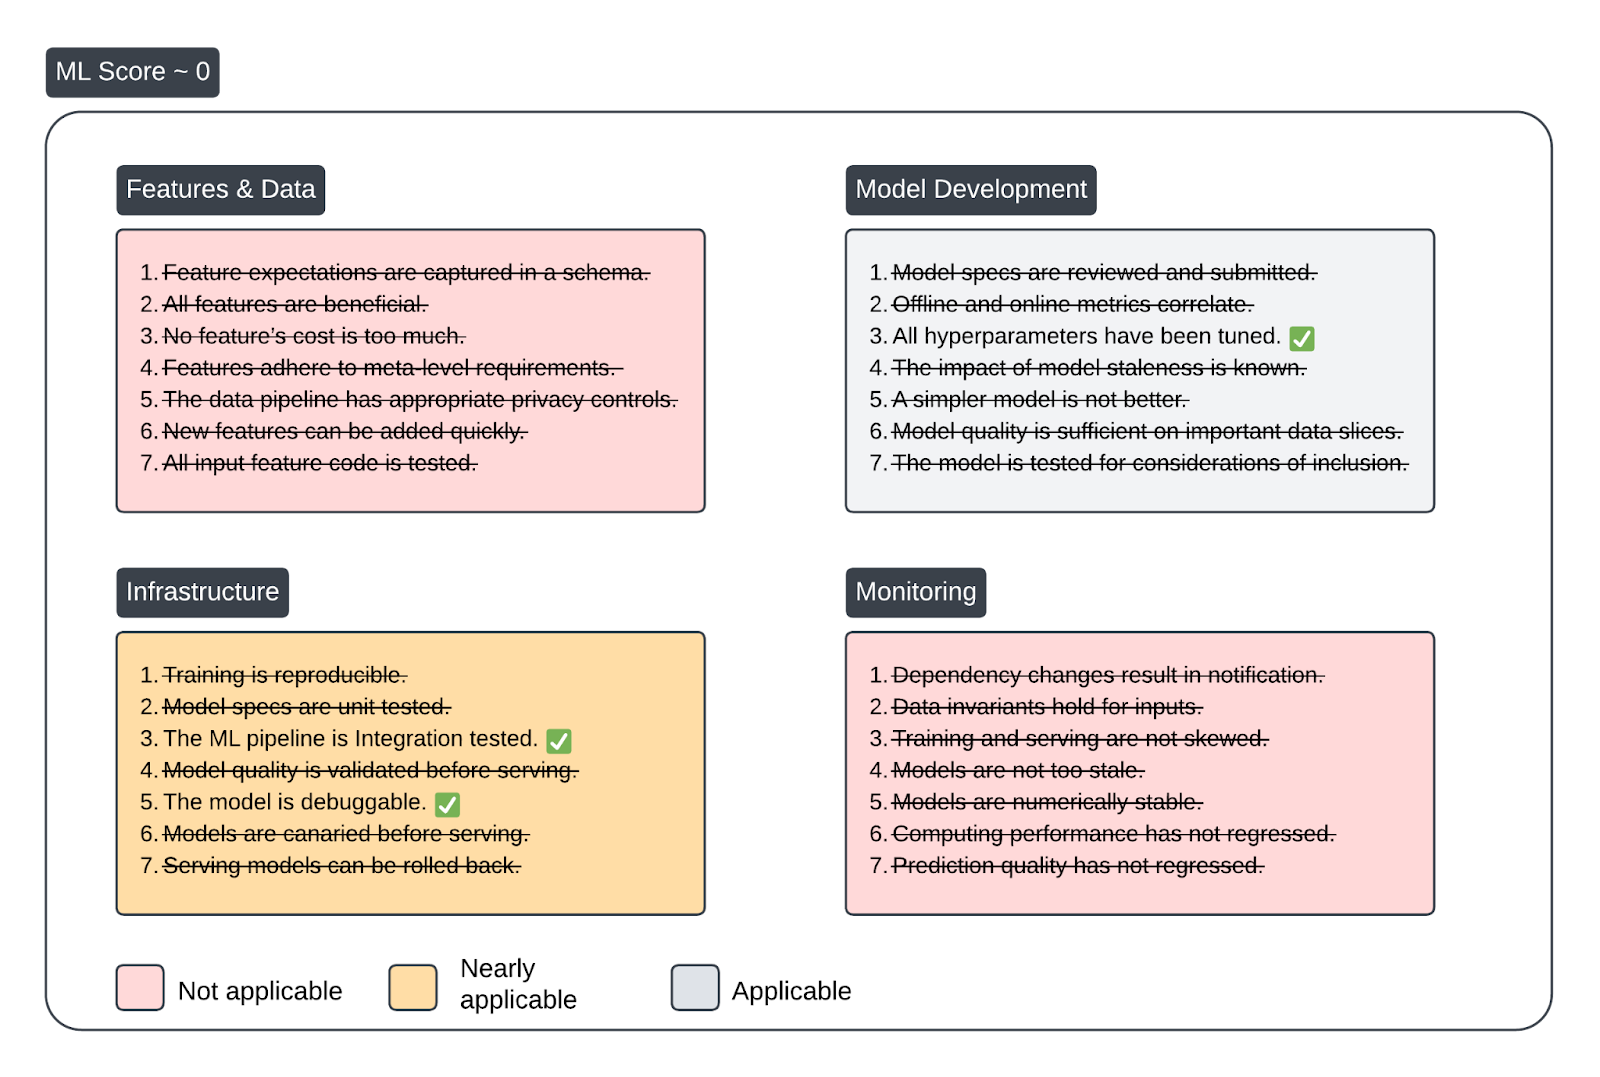 ML Score ~ 0
Features & Data
1. Feature expectations are captured in a schema.
2. All features are beneficial.
3. No feature’s cost is too much.
4. Features adhere to meta-level requirements.
5. The data pipeline has appropriate privacy controls.
6. New features can be added quickly.
7. All input feature code is tested.
Model Development
1. Model specs are reviewed and submitted.
2. Offline and online metrics correlate.
3. All hyperparameters have been tuned. ✅
4. The impact of model staleness is known.
5. A simpler model is not better.
6. Model quality is sufficient on important data slices.
7. The model is tested for considerations of inclusion.
Infrastructure
1. Training is reproducible.
2. Model specs are unit tested.
3. The ML pipeline is Integration tested. ✅
4. Model quality is validated before serving.
5. The model is debuggable. ✅
6. Models are canaried before serving.
7. Serving models can be rolled back.
Monitoring
1. Dependency changes result in notification.
2. Data invariants hold for inputs.
3. Training and serving are not skewed.
4. Models are not too stale.
5. Models are numerically stable.
6. Computing performance has not regressed.
7. Prediction quality has not regressed.
Not applicable
Nearly
applicable
Applicable